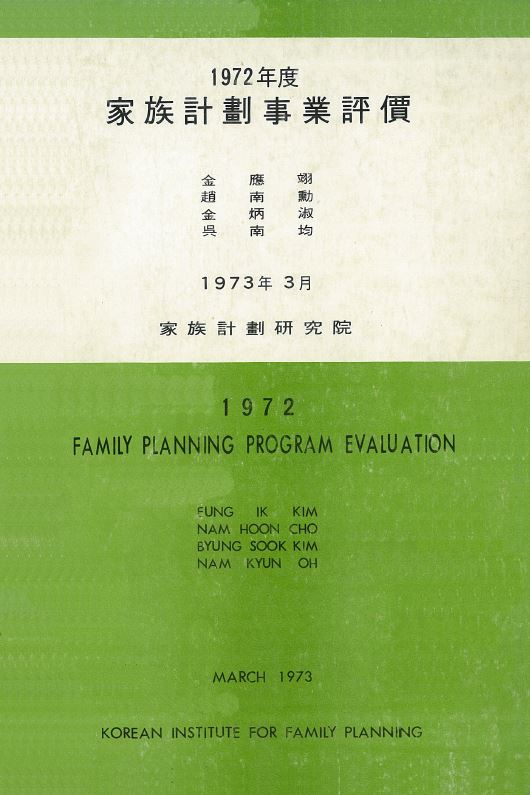 1972年度
家族計劃事業評價
金 應 翊
趙 南 勳
金 炳 淑
吳 南 均
1973年 3月
家族計劃研究院
1972
FAMILY PLANNING PROGRAM EVALUATION
EUNG IK KIM
NAM HOON CHO
BYUNG SOOK KIM
NAM KYUN OH
MARCH 1973
KOREAN INSTITUTE FOR FAMILY PLANNING